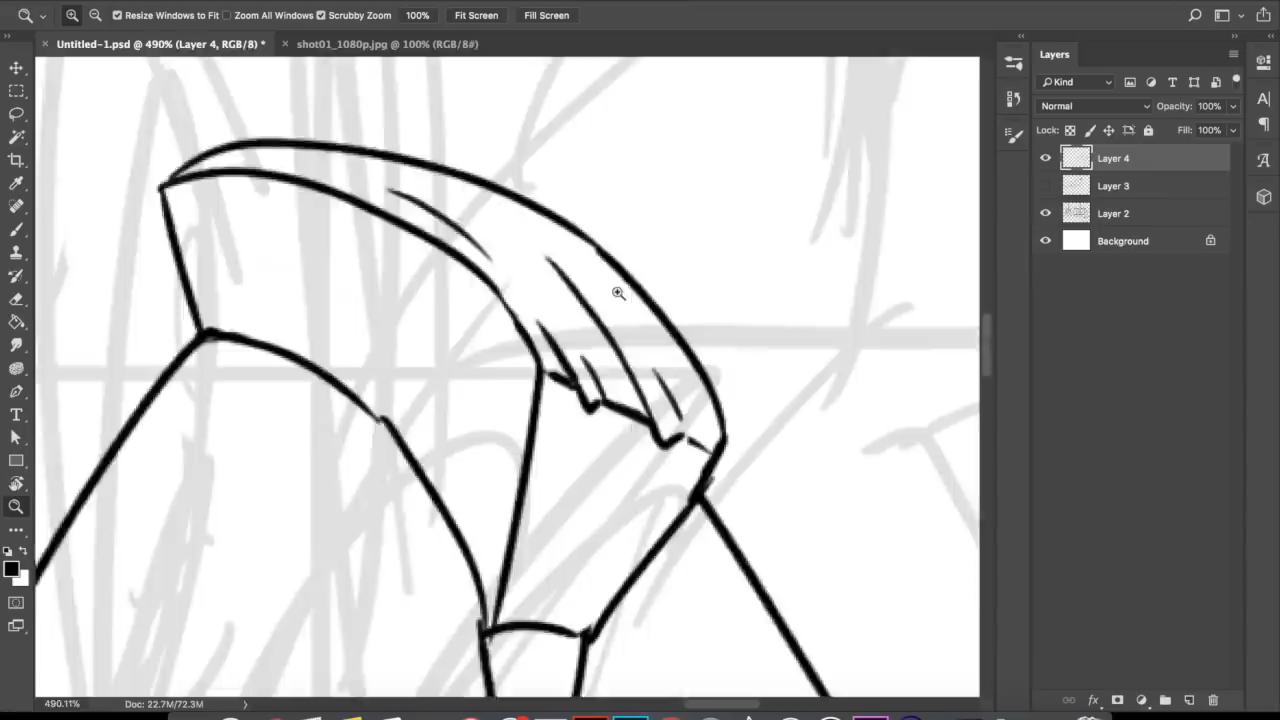 Resize Windows to Fit Zoom All Windows Scrubby Zoom 100% Fit Screen Fill Screen
Untitled-1.psd @ 490% (Layer 4, RGB/8) * shot01_1080p.jpg @ 100% (RGB/8#)
Layers
Kind
Normal Opacity: 100%
Lock: Fill: 100%
Layer 4
Layer 3
Layer 2
Background
490.11% Doc: 22.7M/72.3M